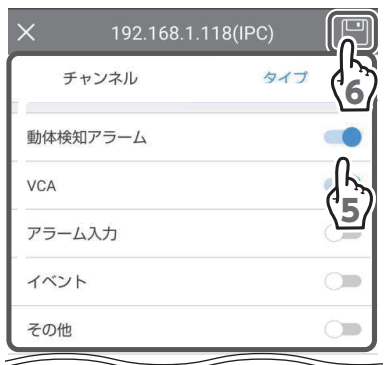 × 192.168.1.118(IPC)
6
チャンネル タイプ
動体検知アラーム
VCA
5
アラーム入力
イベント
その他